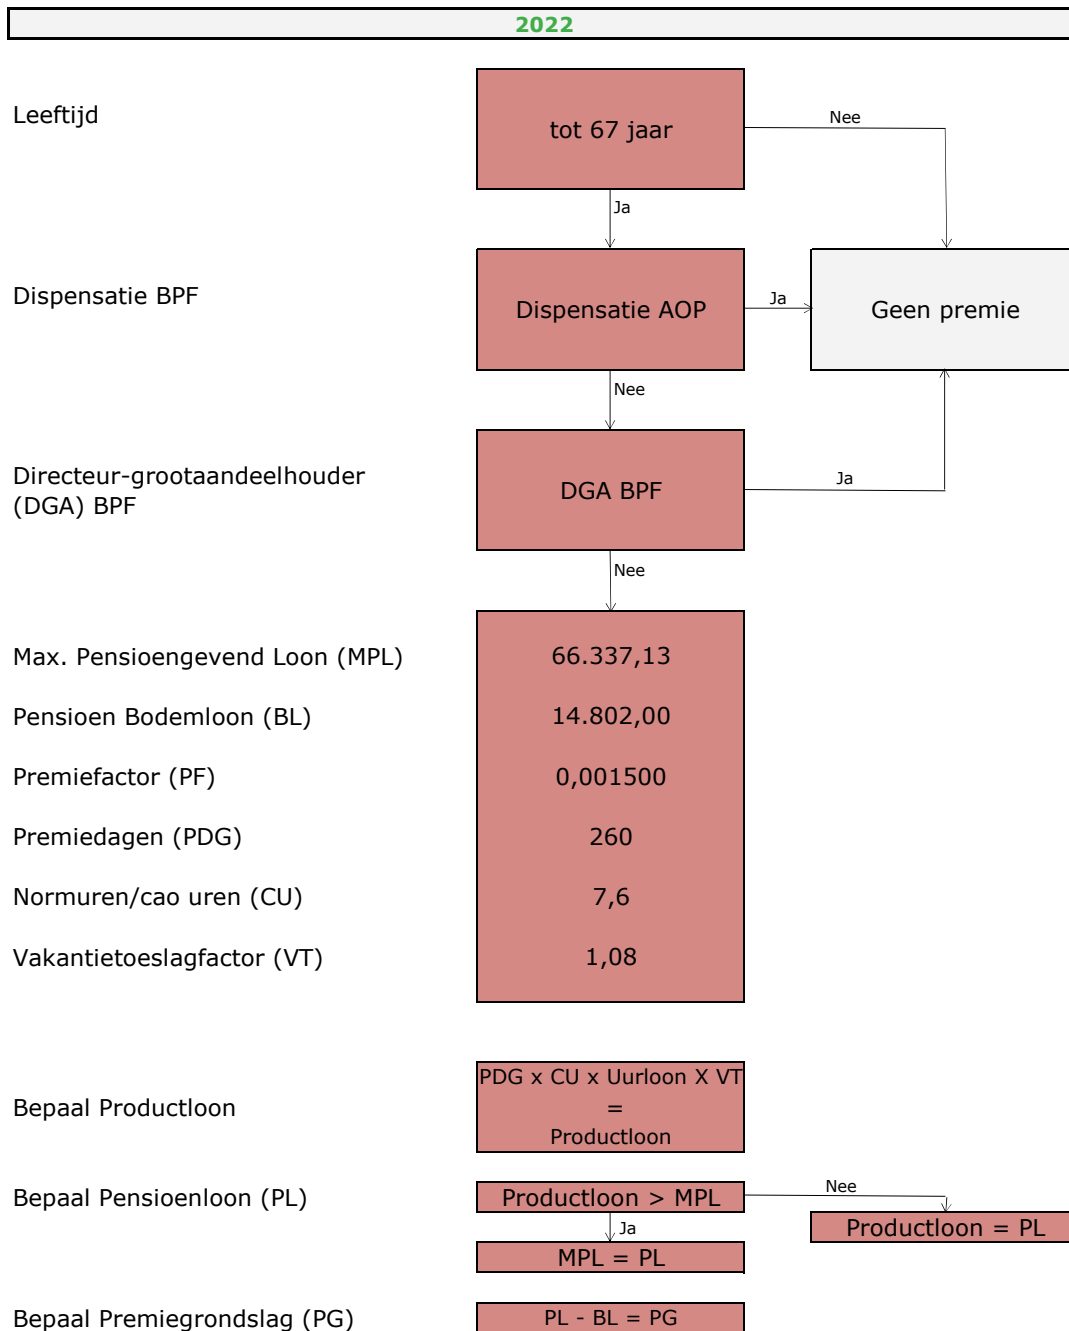 2022
Leeftijd
tot 67 jaar
Nee
Ja
Dispensatie BPF
Dispensatie AOP
Ja
Geen premie
Nee
Directeur-grootaandeelhouder
(DGA) BPF
DGA BPF
Ja
Nee
Max. Pensioengevend Loon (MPL)
66.337,13
Pensioen Bodemloon (BL)
14.802,00
Premiefactor (PF)
0,001500
Premiedagen (PDG)
260
Normuren/cao uren (CU)
7,6
Vakantietoeslagfactor (VT)
1,08
Bepaal Productloon
PDG x CU x Uurloon X VT
=
Productloon
Bepaal Pensioenloon (PL)
Productloon > MPL
Nee
Productloon = PL
Ja
MPL = PL
Bepaal Premiegrondslag (PG)
PL - BL = PG